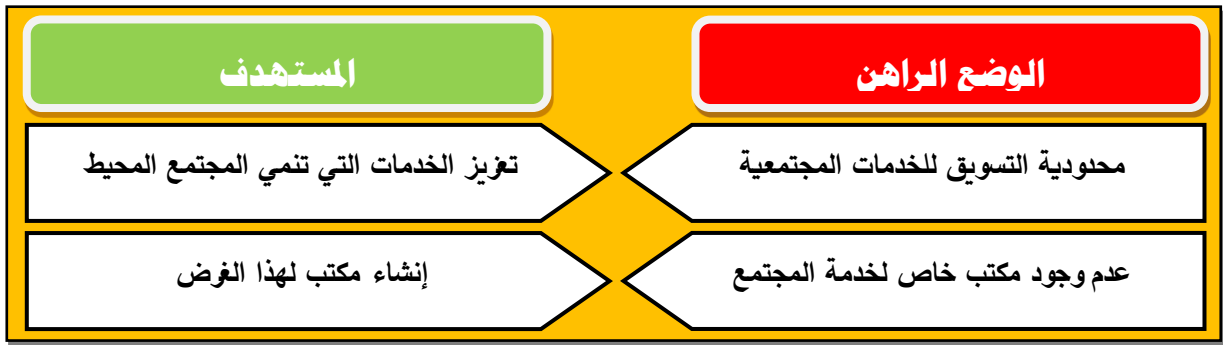 الوضع الراهن
المستهدف
محدودية التسويق للخدمات المجتمعية
تعزيز الخدمات التي تنمي المجتمع المحيط
عدم وجود مكتب خاص لخدمة المجتمع
إنشاء مكتب لهذا الغرض